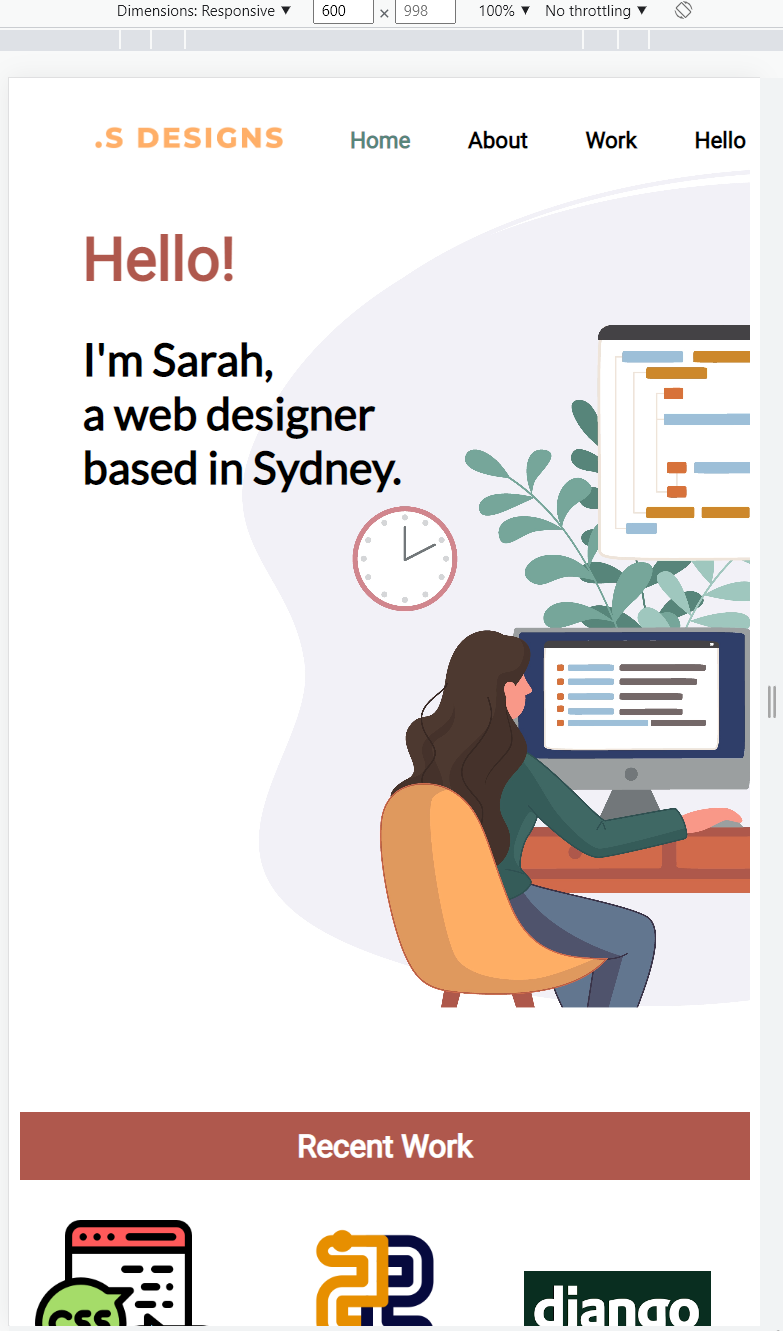 Dimensions: Responsive ▼ 600 × 998 100% ▼ No throttling ▼
.S DESIGNS Home About Work Hello
Hello!
I'm Sarah,
a web designer
based in Sydney.
Recent Work
CSS
django